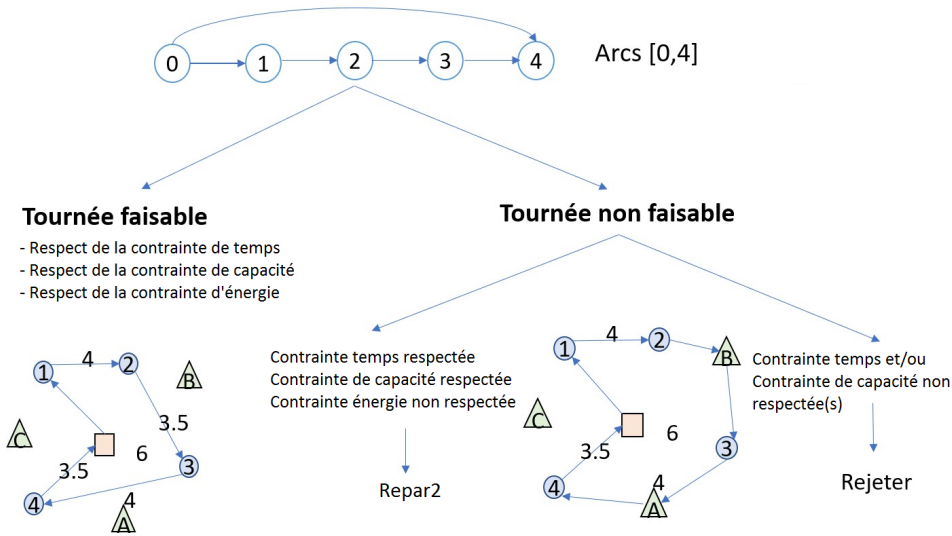 0
1
2
3
4
Arcs [0,4]
Tournée faisable
- Respect de la contrainte de temps
- Respect de la contrainte de capacité
- Respect de la contrainte d'énergie
Tournée non faisable
1
4
2
B
3.5
C
6
3
3.5
4
4
A
Contrainte temps respectée
Contrainte de capacité respectée
Contrainte énergie non respectée
Repar2
1
4
2
B
C
6
3
3.5
4
4
A
Contrainte temps et/ou
Contrainte de capacité non
respectée(s)
Rejeter